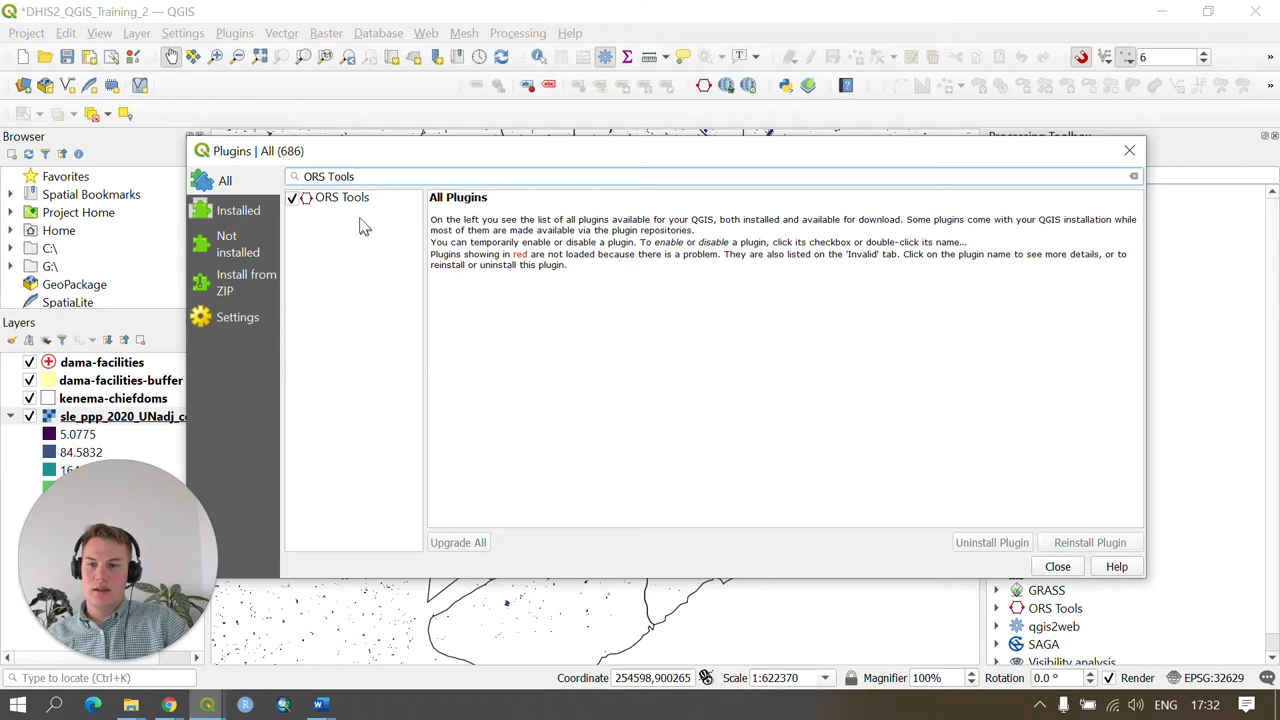 *DHIS2_QGIS_Training_2 — QGIS
Project Edit View Layer Settings Plugins Vector Raster Database Web Mesh Processing Help
6
Browser
Favorites
Spatial Bookmarks
Project Home
Home
C:\
G:\
GeoPackage
SpatiaLite
Layers
dama-facilities
dama-facilities-buffer
kenema-chiefdoms
sle_ppp_2020_UNadj_co
5.0775
84.5832
Plugins | All (686)
All
Installed
Not
installed
Install from
ZIP
Settings
ORS Tools
ORS Tools
All Plugins
On the left you see the list of all plugins available for your QGIS, both installed and available for download. Some plugins come with your QGIS installation while
most of them are made available via the plugin repositories.
You can temporarily enable or disable a plugin. To enable or disable a plugin, click its checkbox or double-click its name...
Plugins showing in red are not loaded because there is a problem. They are also listed on the 'Invalid' tab. Click on the plugin name to see more details, or to
reinstall or uninstall this plugin.
Upgrade All
Uninstall Plugin
Reinstall Plugin
Close
Help
GRASS
ORS Tools
qgis2web
SAGA
Visibility analysis
Type to locate (Ctrl+K)
Coordinate 254598,900265
Scale 1:622370
Magnifier 100%
Rotation 0.0 °
Render
EPSG:32629
ENG
17:32